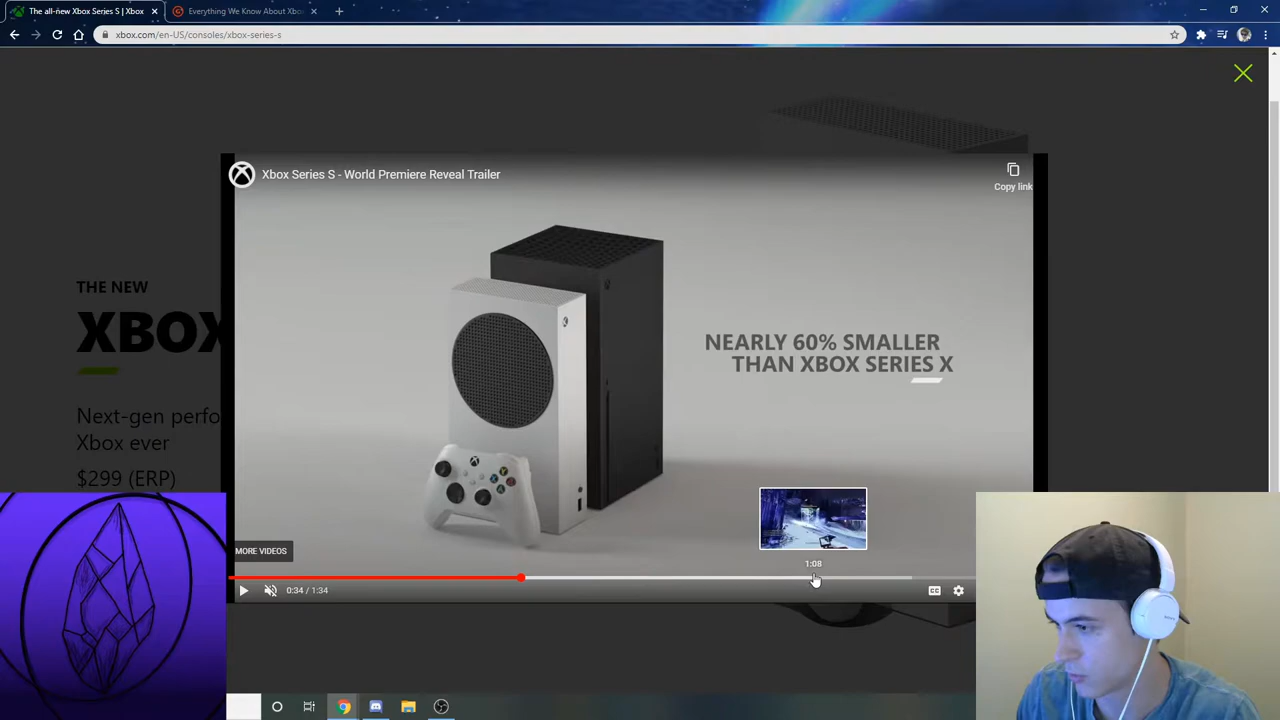 The all-new Xbox Series S | Xbox
Everything We Know About Xbo
xbox.com/en-US/consoles/xbox-series-s
Xbox Series S - World Premiere Reveal Trailer
Copy link
THE NEW
XBOX
Next-gen perfo
Xbox ever
$299 (ERP)
NEARLY 60% SMALLER
THAN XBOX SERIES X
MORE VIDEOS
1:08
0:34 / 1:34
CC